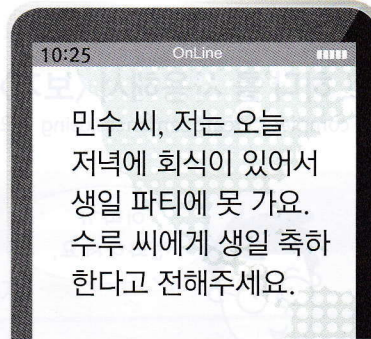 10:25 OnLine
민수 씨, 저는 오늘
저녁에 회식이 있어서
생일 파티에 못 가요.
수루 씨에게 생일 축하
한다고 전해주세요.